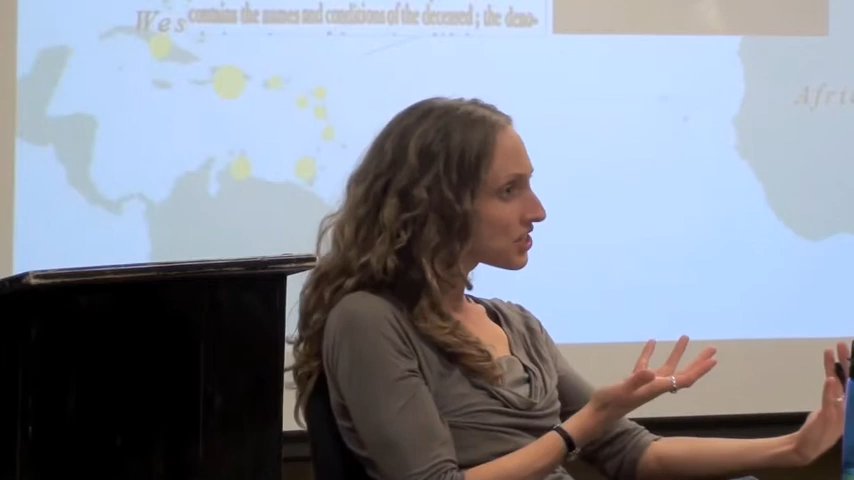 Wes
contains the names and conditions of the deceased ; the deno-
Afri